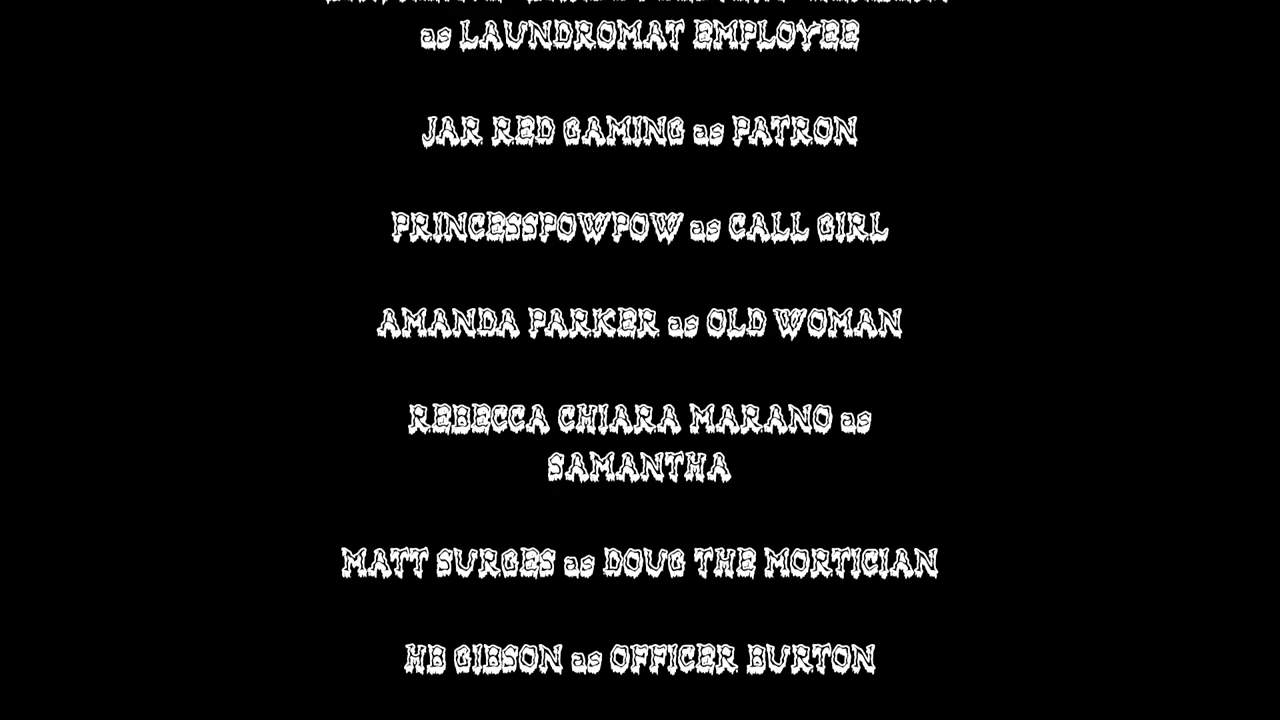 as LAUNDROMAT EMPLOYEE
JAR RED GAMING as PATRON
PRINCESSPOWPOW as CALL GIRL
AMANDA PARKER as OLD WOMAN
REBECCA CHIARA MARANO as
SAMANTHA
MATT SURGES as DOUG THE MORTICIAN
HB GIBSON as OFFICER BURTON